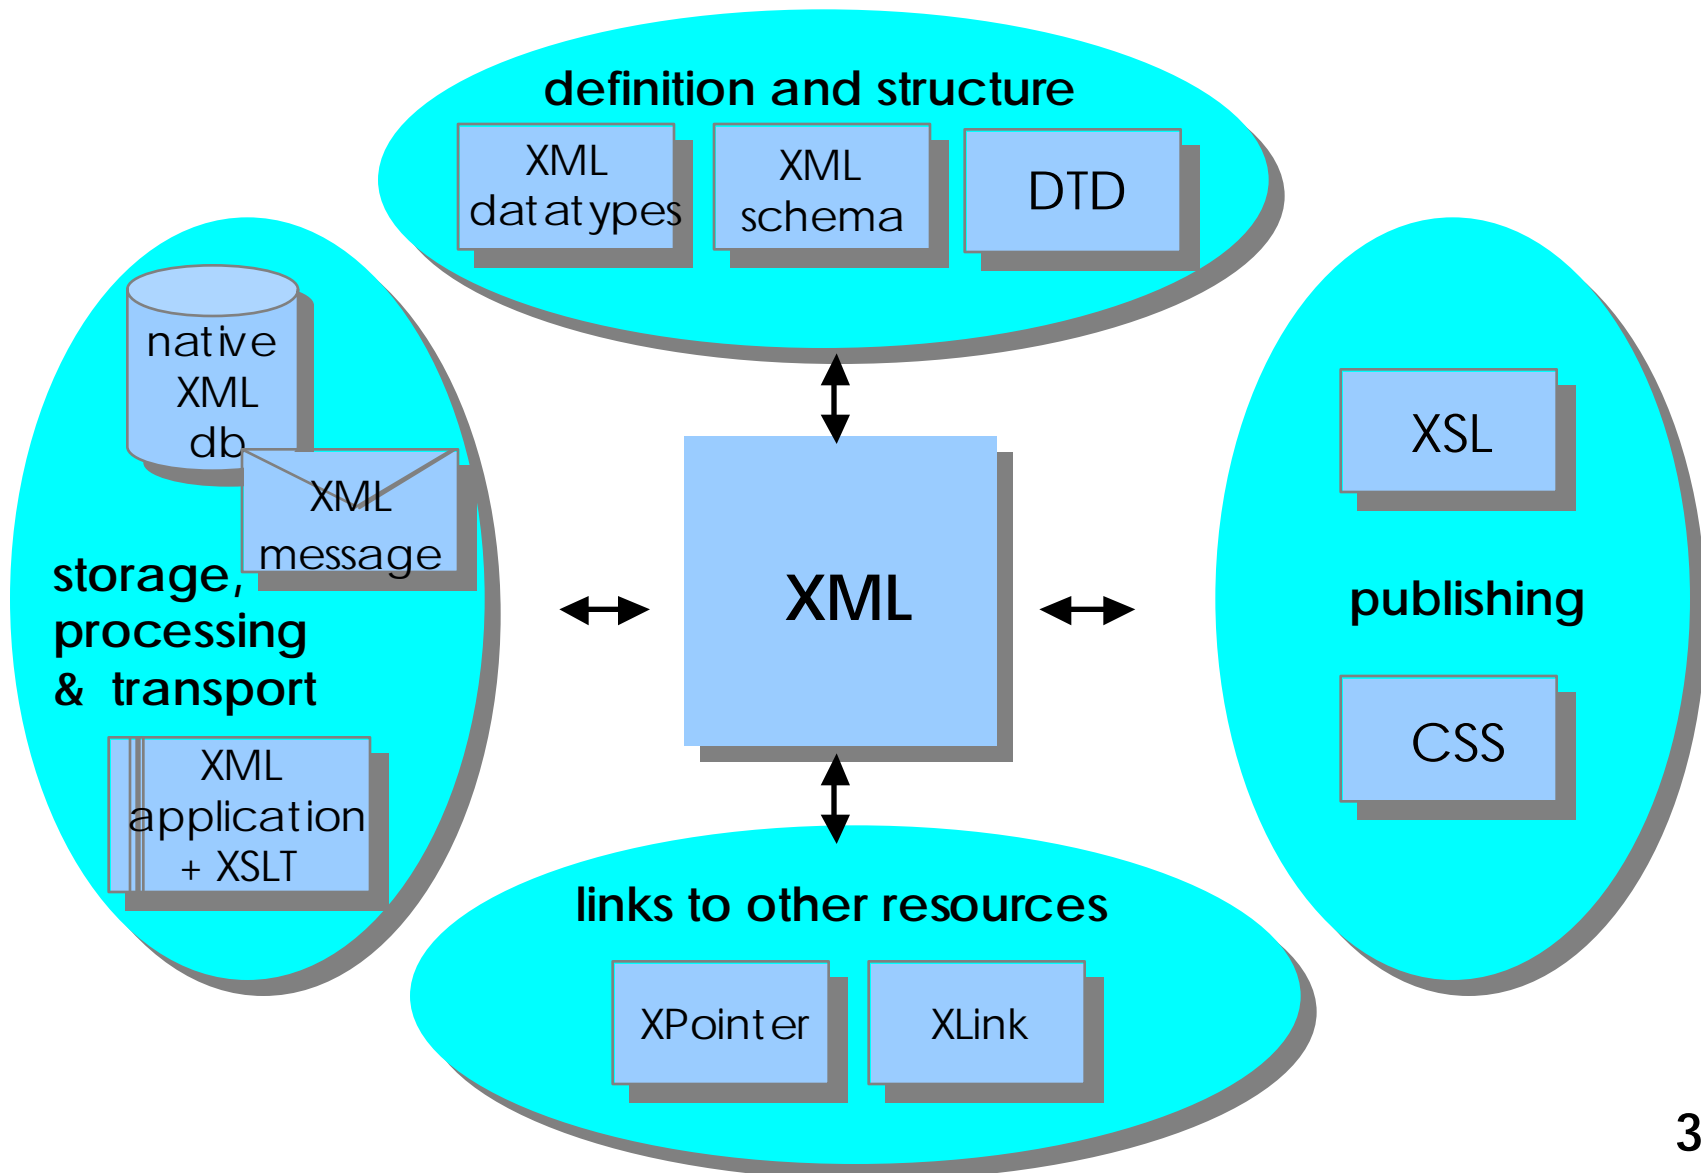 definition and structure
XML
datatypes
XML
schema
DTD
native
XML
db
XML
message
storage,
processing
& transport
XML
application
+ XSLT
XML
XSL
publishing
CSS
links to other resources
XPointer
XLink
3